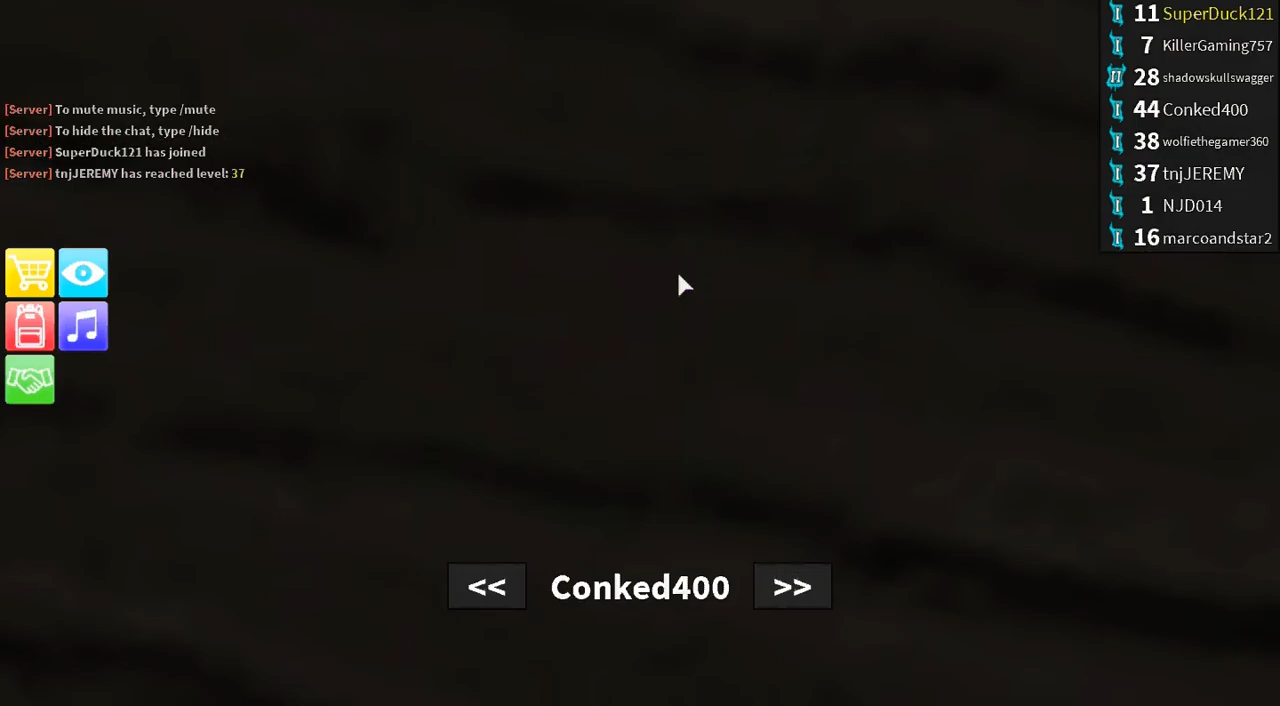 [Server] To mute music, type /mute
[Server] To hide the chat, type /hide
[Server] SuperDuck121 has joined
[Server] tnjJEREMY has reached level: 37
I 11 SuperDuck121
I 7 KillerGaming757
II 28 shadowskullswagger
I 44 Conked400
I 38 wolfiethegamer360
I 37 tnjJEREMY
I 1 NJD014
I 16 marcoandstar2
<< Conked400 >>